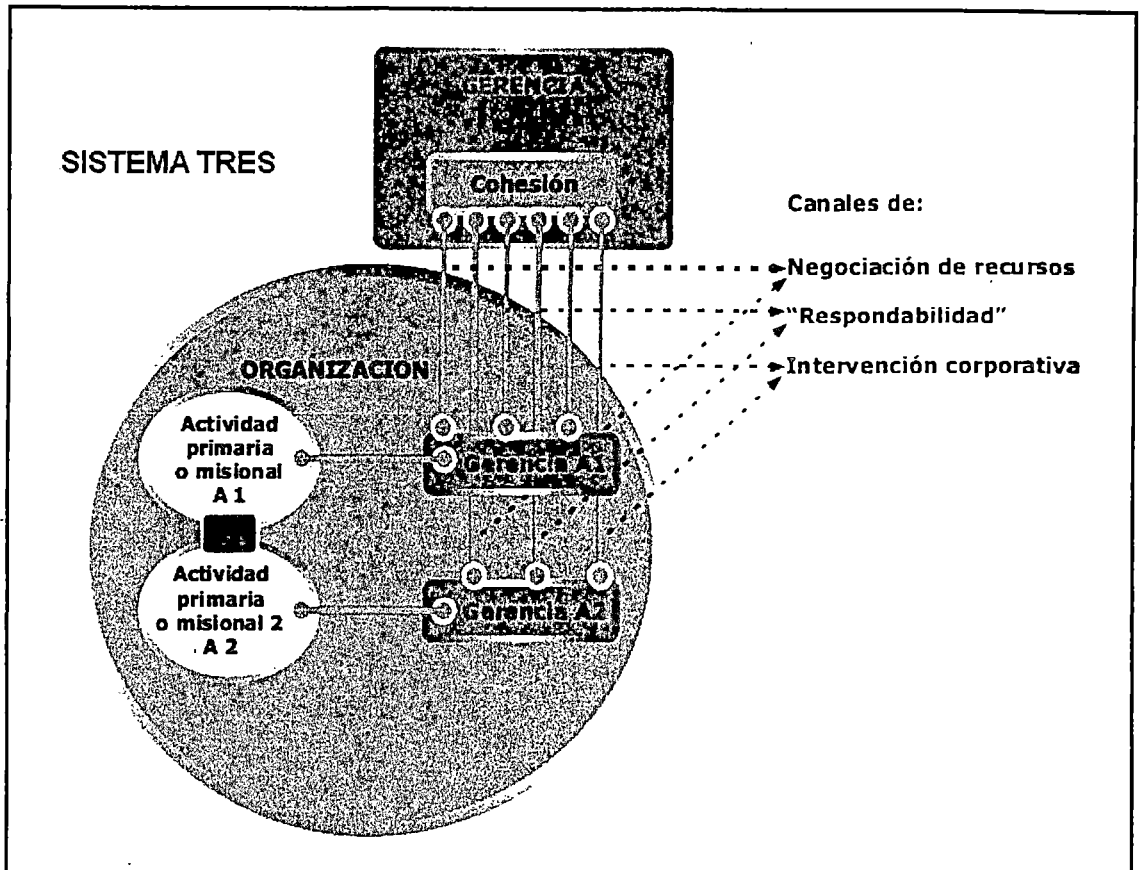 GERENCIA
SISTEMA TRES
Cohesión
Canales de:
Negociación de recursos
"Respondabilidad"
Intervención corporativa
ORGANIZACION
Actividad
primaria
o misional
A 1
Gerencia A1
Actividad
primaria
o misional 2
A 2
Gerencia A2